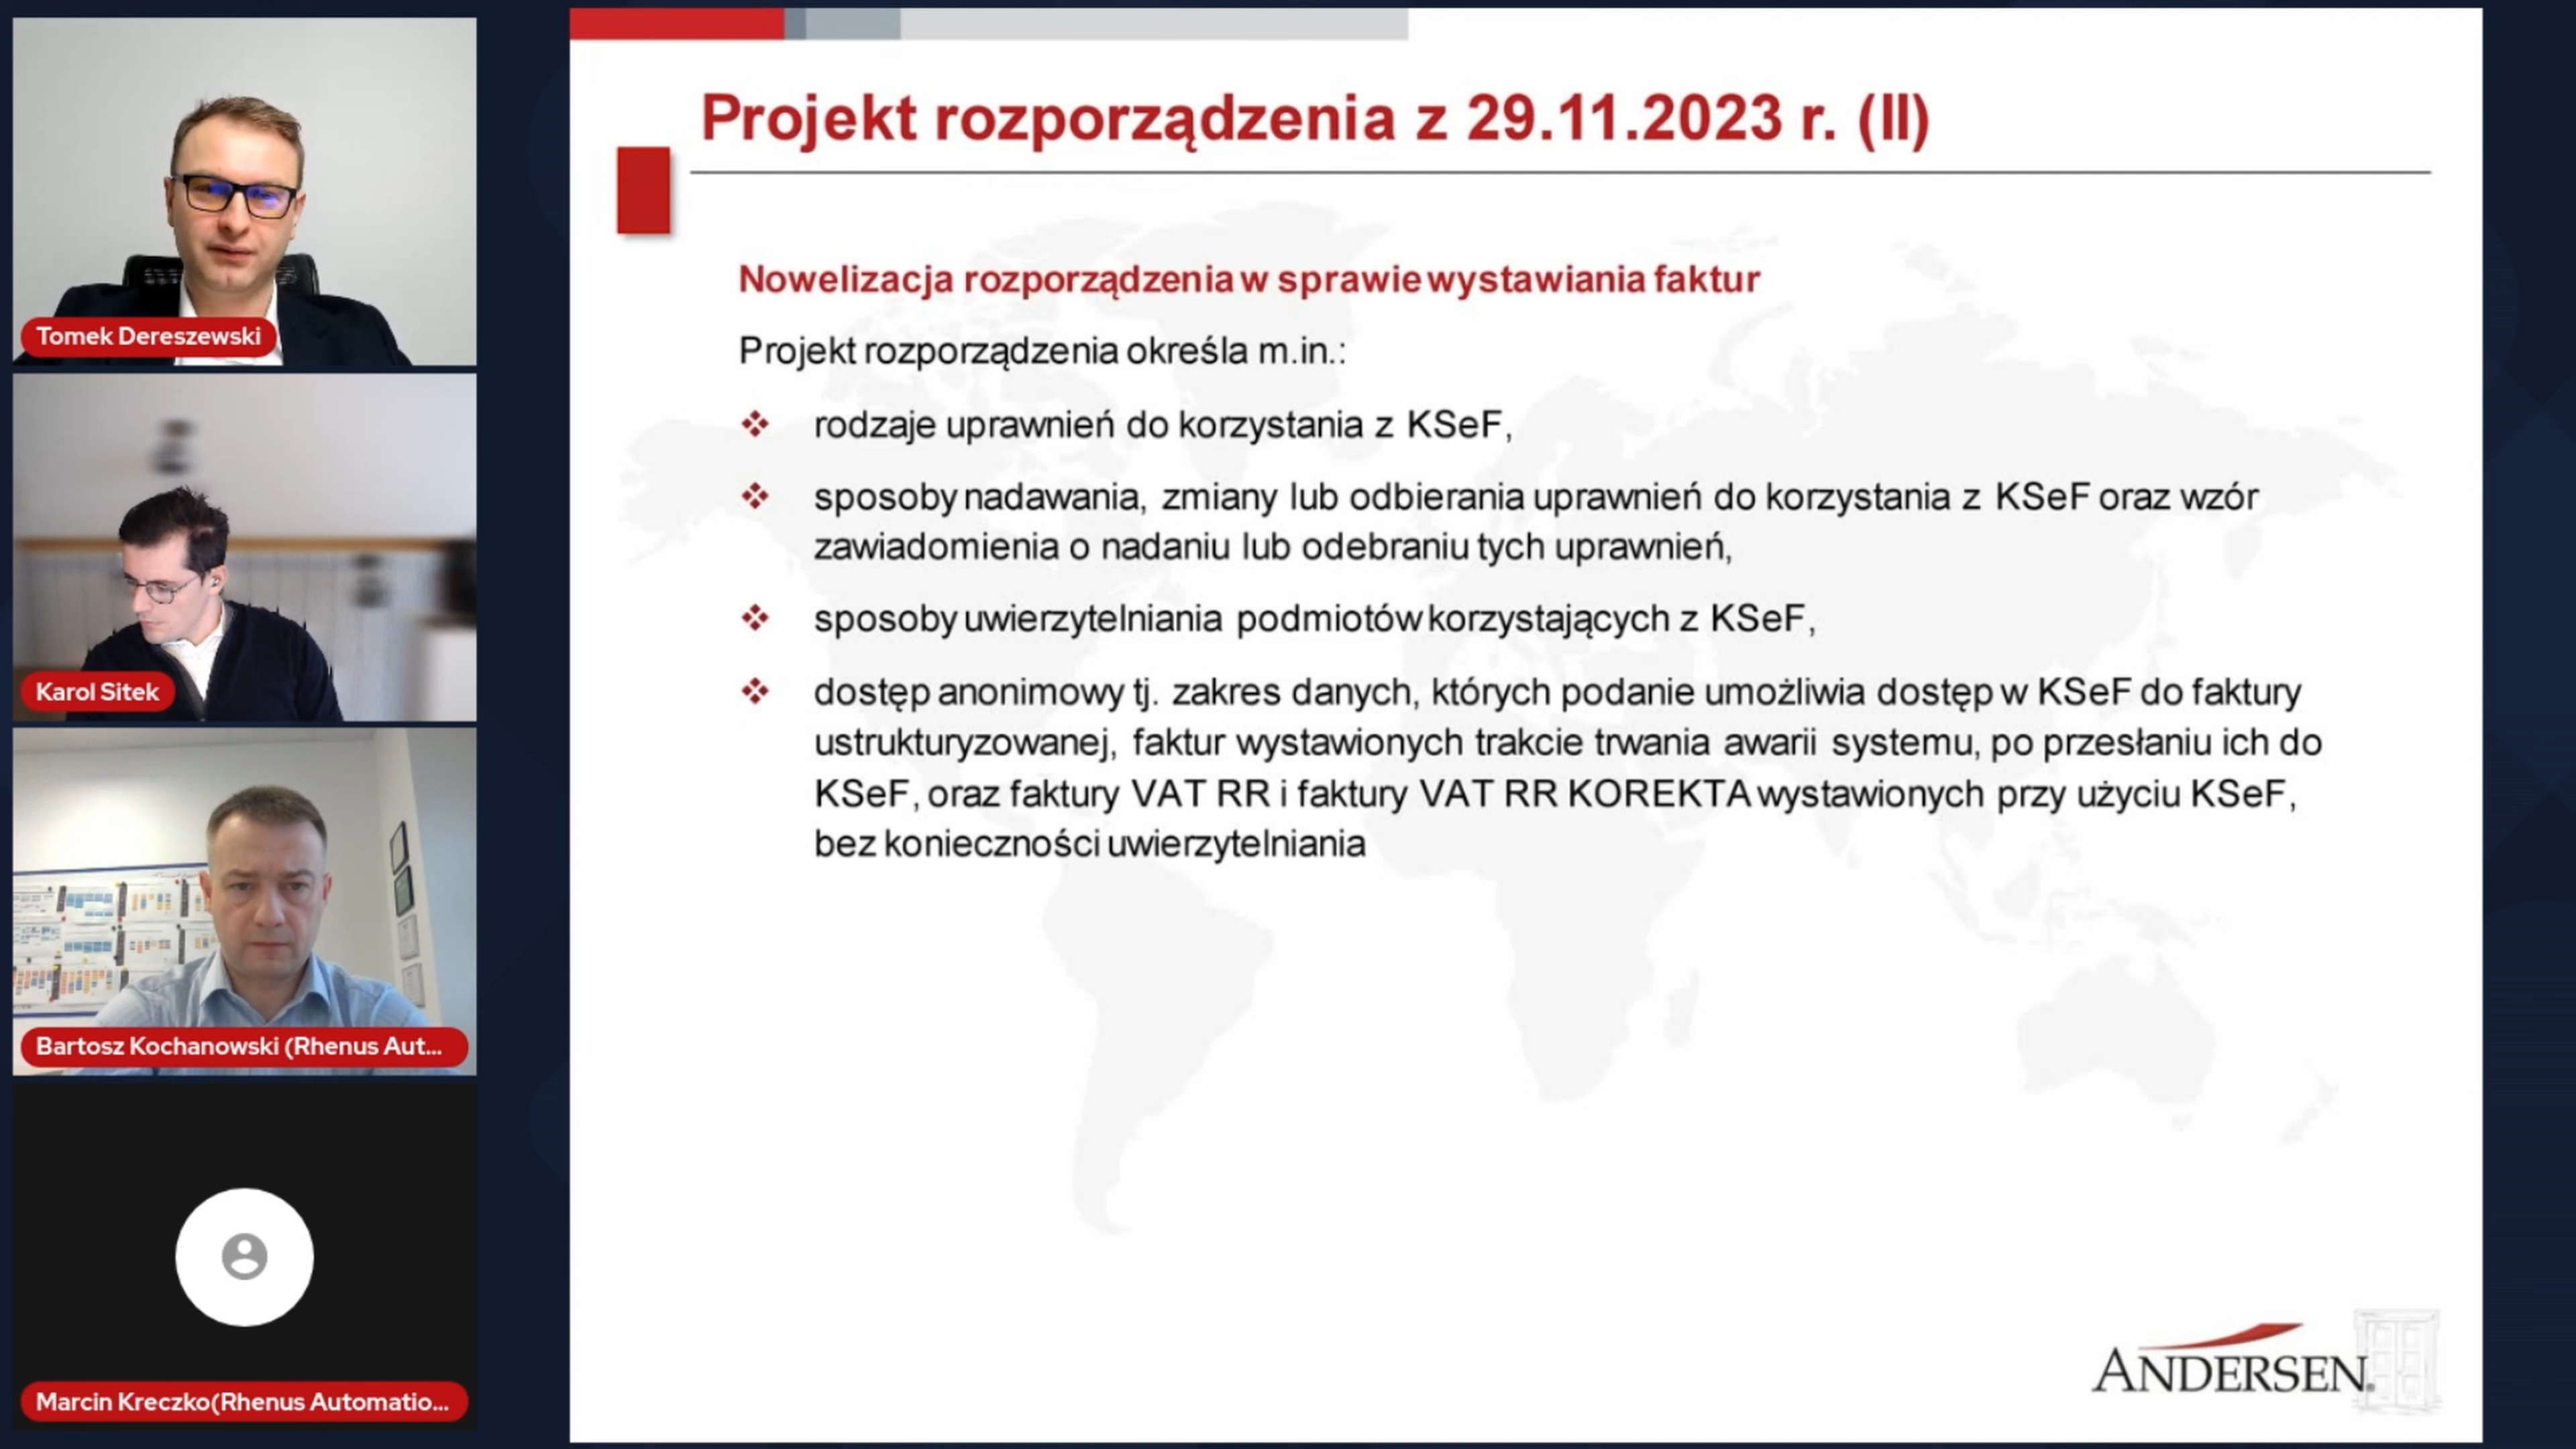 Tomek Dereszewski
Karol Sitek
Bartosz Kochanowski (Rhenus Aut...
Marcin Kreczko(Rhenus Automatio...
Projekt rozporządzenia z 29.11.2023 r. (II)
Nowelizacja rozporządzenia w sprawie wystawiania faktur
Projekt rozporządzenia określa m.in.:
❖ rodzaje uprawnień do korzystania z KSeF,
❖ sposoby nadawania, zmiany lub odbierania uprawnień do korzystania z KSeF oraz wzór
zawiadomienia o nadaniu lub odebraniu tych uprawnień,
❖ sposoby uwierzytelniania podmiotów korzystających z KSeF,
❖ dostęp anonimowy tj. zakres danych, których podanie umożliwia dostęp w KSeF do faktury
ustrukturyzowanej, faktur wystawionych trakcie trwania awarii systemu, po przesłaniu ich do
KSeF, oraz faktury VAT RR i faktury VAT RR KOREKTA wystawionych przy użyciu KSeF,
bez konieczności uwierzytelniania
ANDERSEN.